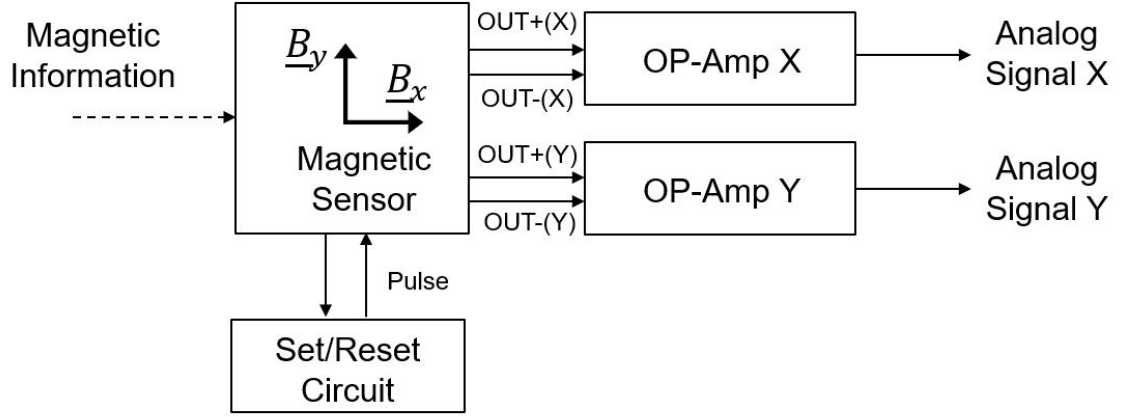 Magnetic
Information
B_y
B_x
Magnetic
Sensor
OUT+(X)
OUT-(X)
OUT+(Y)
OUT-(Y)
OP-Amp X
OP-Amp Y
Analog
Signal X
Analog
Signal Y
Pulse
Set/Reset
Circuit